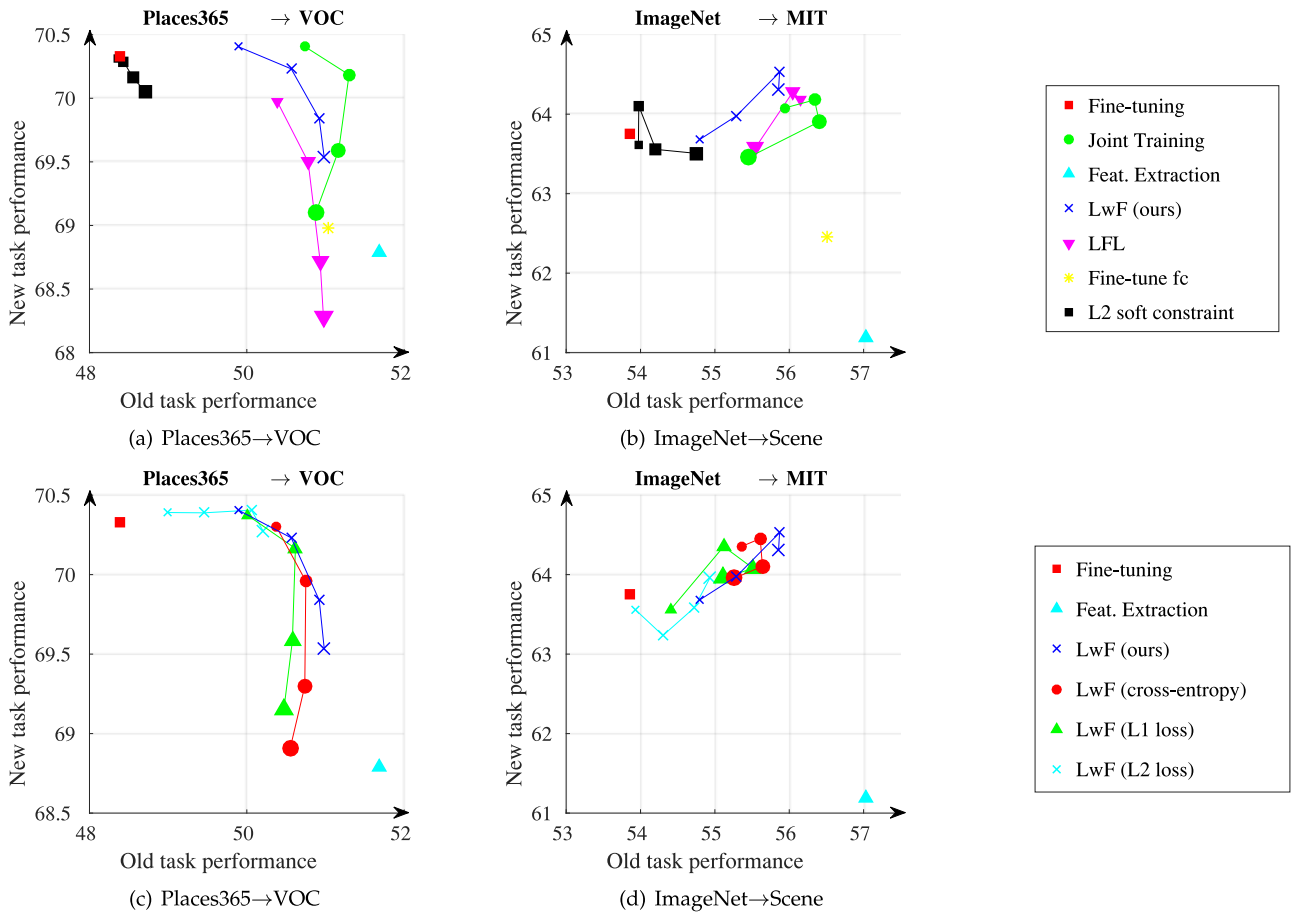 Places365 → VOC
70.5
70
69.5
69
68.5
68
48
50
52
New task performance
Old task performance
(a) Places365→VOC
ImageNet → MIT
65
64
63
62
61
53
54
55
56
57
New task performance
Old task performance
(b) ImageNet→Scene
Fine-tuning
Joint Training
Feat. Extraction
LwF (ours)
LFL
Fine-tune fc
L2 soft constraint
Places365 → VOC
70.5
70
69.5
69
68.5
48
50
52
New task performance
Old task performance
(c) Places365→VOC
ImageNet → MIT
65
64
63
62
61
53
54
55
56
57
New task performance
Old task performance
(d) ImageNet→Scene
Fine-tuning
Feat. Extraction
LwF (ours)
LwF (cross-entropy)
LwF (L1 loss)
LwF (L2 loss)